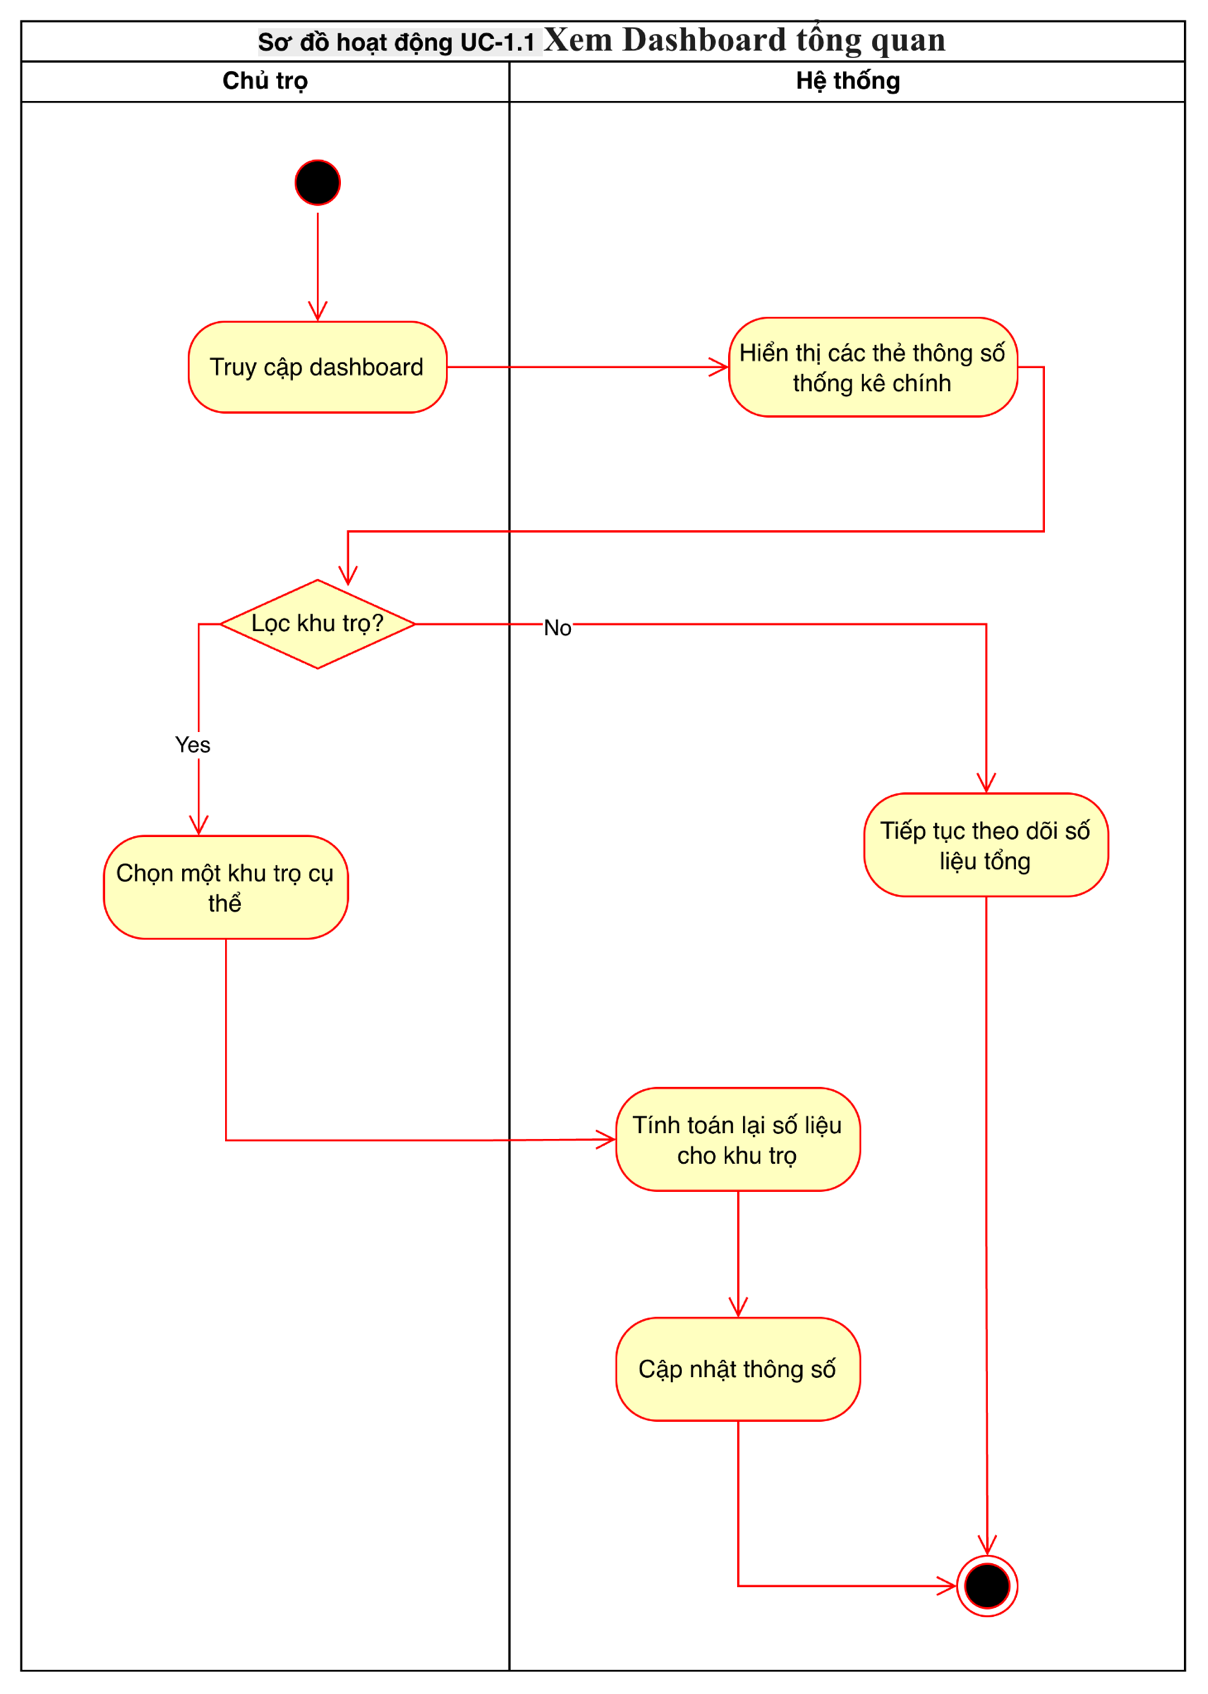 Sơ đồ hoạt động UC-1.1 Xem Dashboard tổng quan
Chủ trọ
Hệ thống
Truy cập dashboard
Hiển thị các thẻ thông số
thống kê chính
Lọc khu trọ?
No
Yes
Tiếp tục theo dõi số
liệu tổng
Chọn một khu trọ cụ
thể
Tính toán lại số liệu
cho khu trọ
Cập nhật thông số